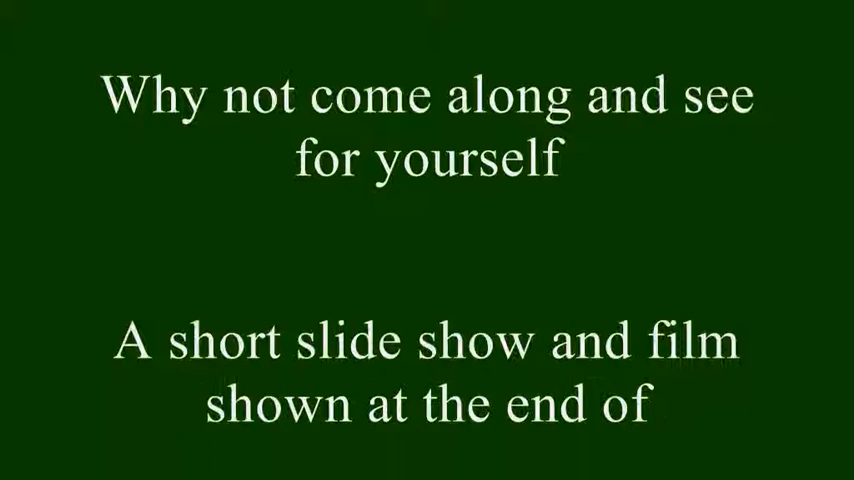 Why not come along and see
for yourself
A short slide show and film
shown at the end of